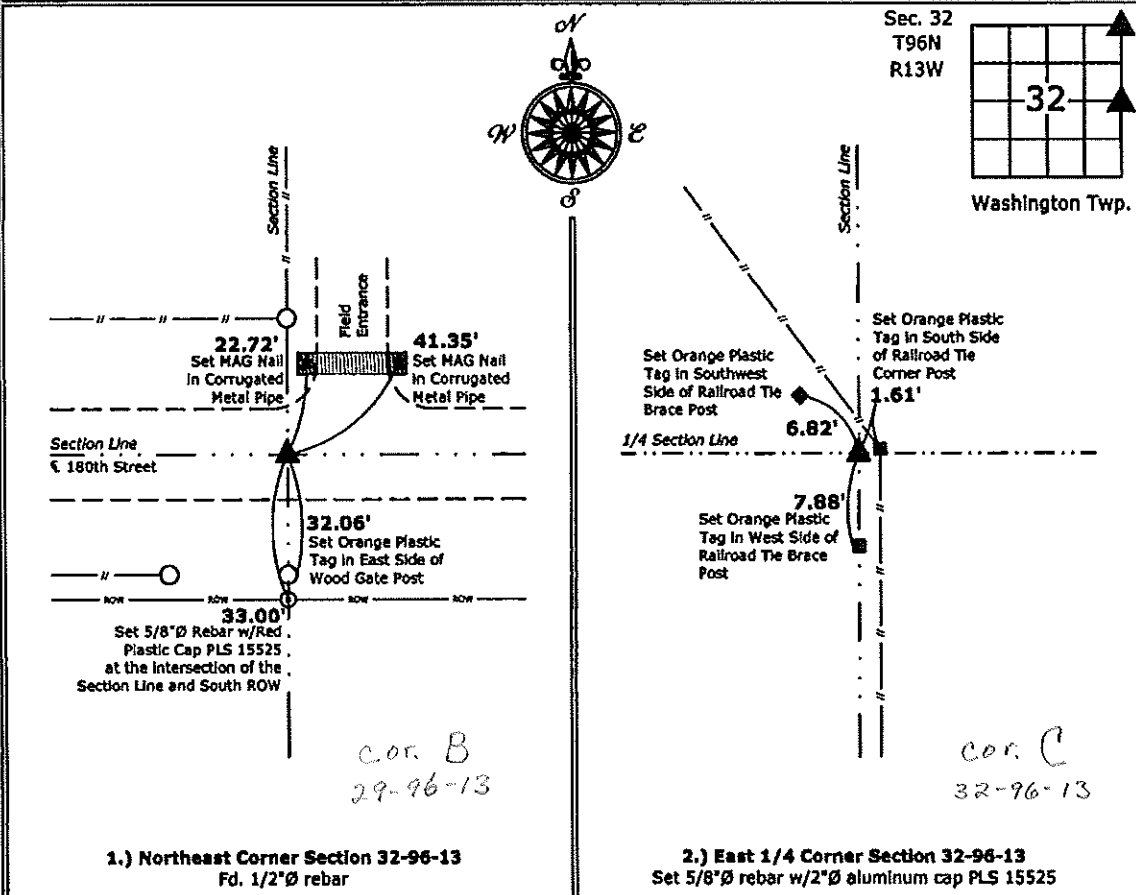 N
W
E
S
Sec. 32
T96N
R13W
32
Washington Twp.
Section Line
22.72'
Set MAG Nail
in Corrugated
Metal Pipe
Field
Entrance
41.35'
Set MAG Nail
in Corrugated
Metal Pipe
Section Line
℄ 180th Street
32.06'
Set Orange Plastic
Tag in East Side of
Wood Gate Post
ROW ROW ROW ROW
33.00'
Set 5/8"Ø Rebar w/Red
Plastic Cap PLS 15525
at the intersection of the
Section Line and South ROW
cor. B
29-96-13
1.) Northeast Corner Section 32-96-13
Fd. 1/2"Ø rebar
Section Line
Set Orange Plastic
Tag in South Side
of Railroad Tie
Corner Post
1.61'
Set Orange Plastic
Tag in Southwest
Side of Railroad Tie
Brace Post
6.82'
1/4 Section Line
7.88'
Set Orange Plastic
Tag in West Side of
Railroad Tie Brace
Post
cor. C
32-96-13
2.) East 1/4 Corner Section 32-96-13
Set 5/8"Ø rebar w/2"Ø aluminum cap PLS 15525